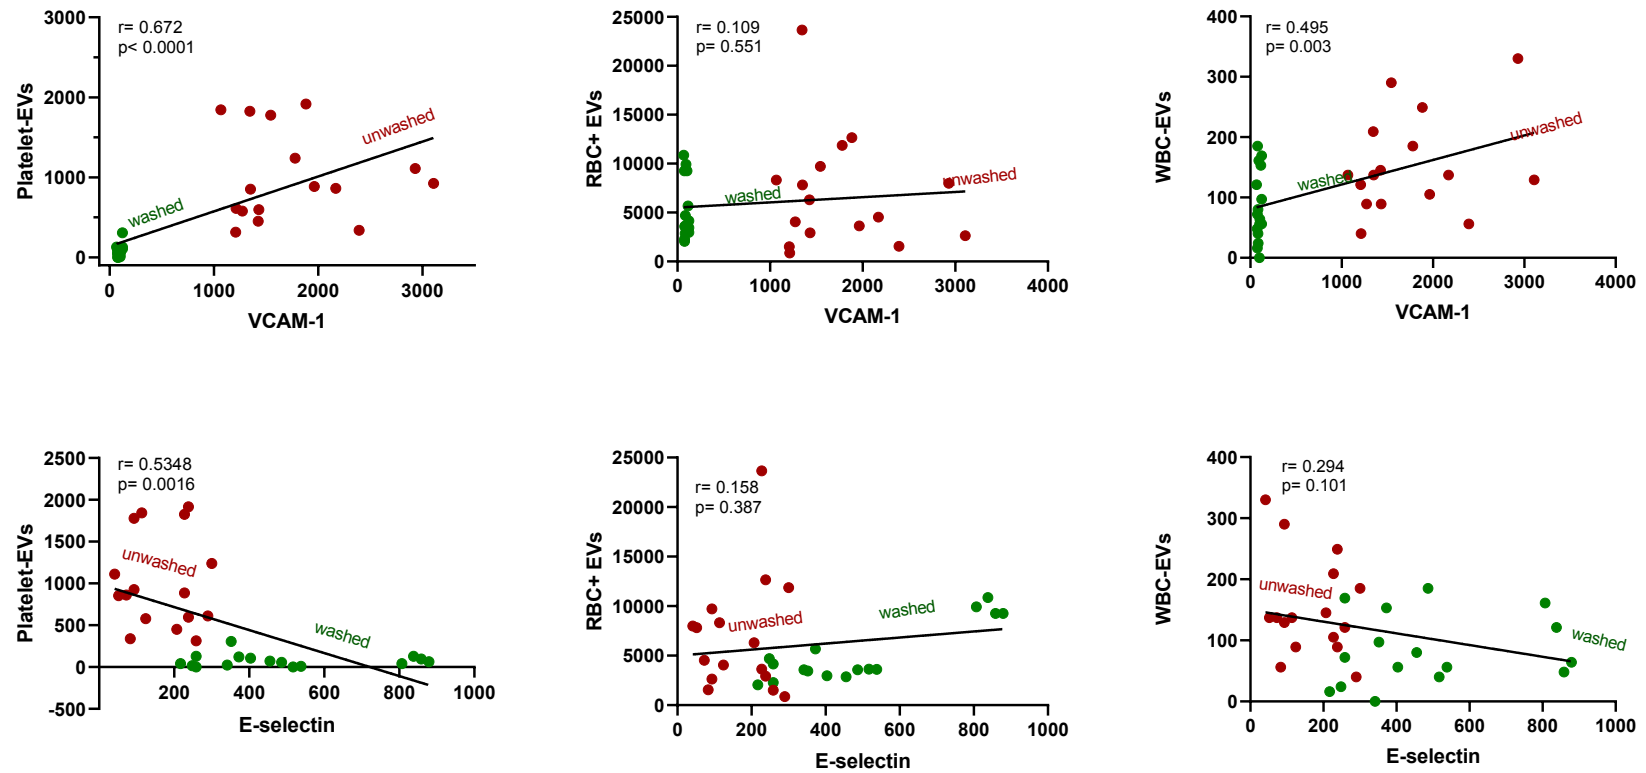 r= 0.672
p< 0.0001
3000
2000
1000
0
Platelet-EVs
washed
unwashed
0 1000 2000 3000
VCAM-1
r= 0.109
p= 0.551
25000
20000
15000
10000
5000
0
RBC+ EVs
washed
unwashed
0 1000 2000 3000 4000
VCAM-1
r= 0.495
p= 0.003
400
300
200
100
0
WBC-EVs
washed
unwashed
0 1000 2000 3000 4000
VCAM-1
r= 0.5348
p= 0.0016
2500
2000
1500
1000
500
0
-500
Platelet-EVs
unwashed
washed
200 400 600 800 1000
E-selectin
r= 0.158
p= 0.387
25000
20000
15000
10000
5000
0
RBC+ EVs
unwashed
washed
0 200 400 600 800 1000
E-selectin
r= 0.294
p= 0.101
400
300
200
100
0
WBC-EVs
unwashed
washed
0 200 400 600 800 1000
E-selectin